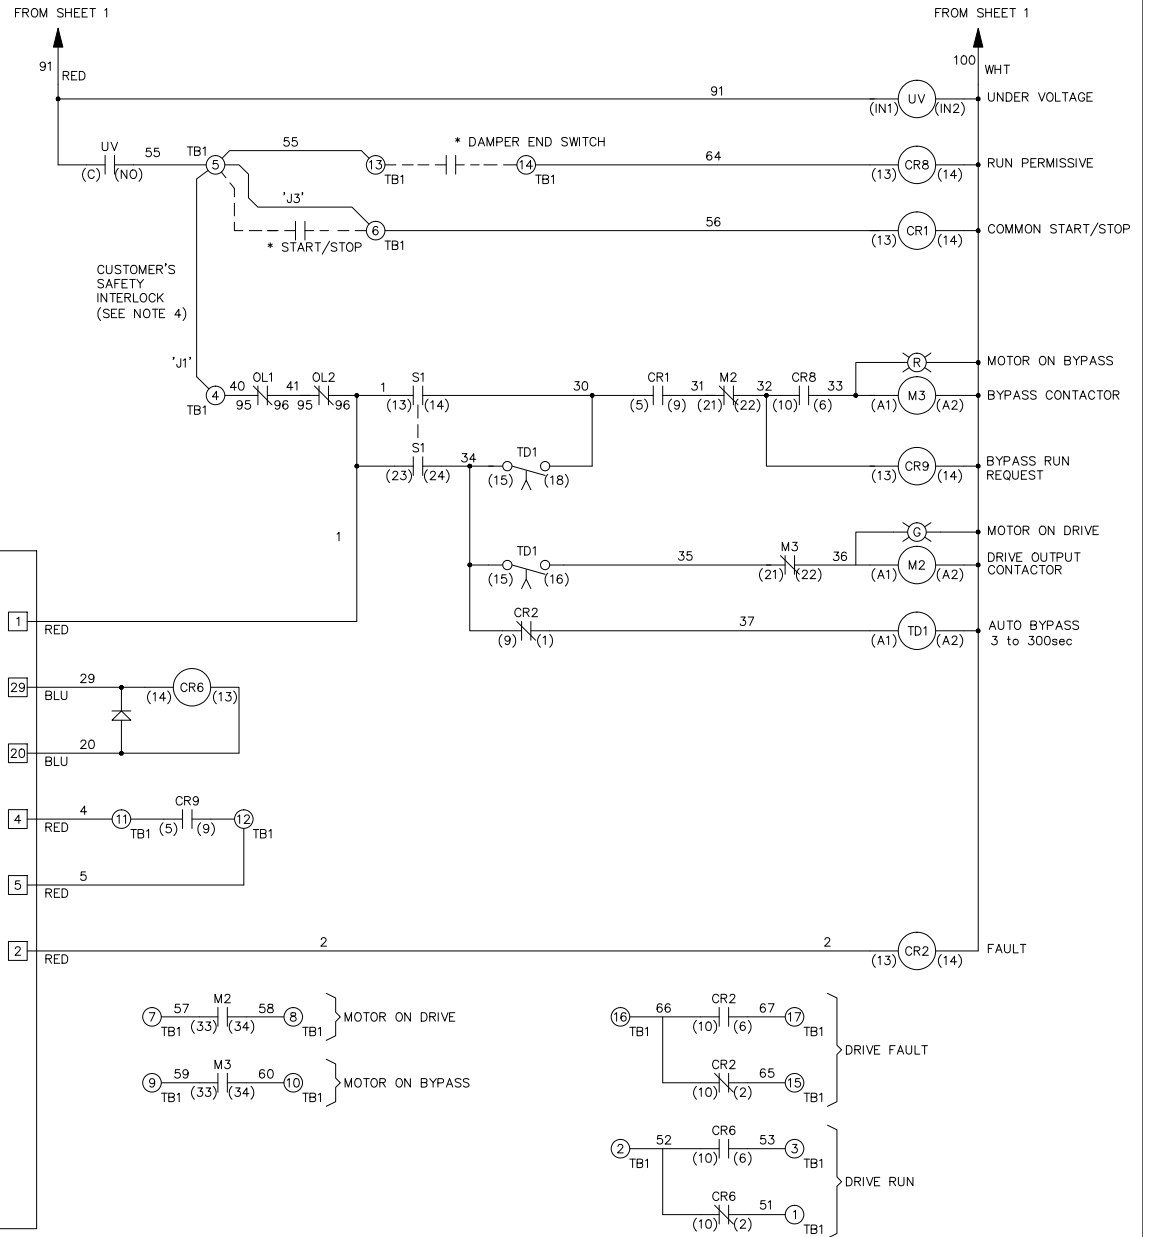 FROM SHEET 1 FROM SHEET 1
91 RED 100 WHT
91 (IN1) UV (IN2) UNDER VOLTAGE
UV (C) (NO) 55 TB1 5 55 13 TB1 * DAMPER END SWITCH 14 TB1 64 (13) CR8 (14) RUN PERMISSIVE
'J3'
* START/STOP 6 TB1 56 (13) CR1 (14) COMMON START/STOP
CUSTOMER'S
SAFETY
INTERLOCK
(SEE NOTE 4)
R MOTOR ON BYPASS
'J1' 4 TB1 40 OL1 95 96 41 OL2 95 96 1 S1 (13) (14) 30 CR1 (5) (9) 31 M2 (21) (22) 32 CR8 (10) (6) 33 (A1) M3 (A2) BYPASS CONTACTOR
S1 (23) (24) 34 TD1 (15) (18) (13) CR9 (14) BYPASS RUN
REQUEST
1
G MOTOR ON DRIVE
TD1 (15) (16) 35 M3 (21) (22) 36 (A1) M2 (A2) DRIVE OUTPUT
CONTACTOR
1 RED CR2 (9) (1) 37 (A1) TD1 (A2) AUTO BYPASS
3 to 300sec
29 BLU 29 (14) CR6 (13)
20 BLU 20
4 RED 4 11 TB1 CR9 (5) (9) 12 TB1
5 RED 5
2 RED 2 2 (13) CR2 (14) FAULT
7 TB1 57 M2 (33) (34) 58 8 TB1 MOTOR ON DRIVE
9 TB1 59 M3 (33) (34) 60 10 TB1 MOTOR ON BYPASS
16 TB1 66 CR2 (10) (6) 67 17 TB1
DRIVE FAULT
CR2 (10) (2) 65 15 TB1
2 TB1 52 CR6 (10) (6) 53 3 TB1
DRIVE RUN
CR6 (10) (2) 51 1 TB1